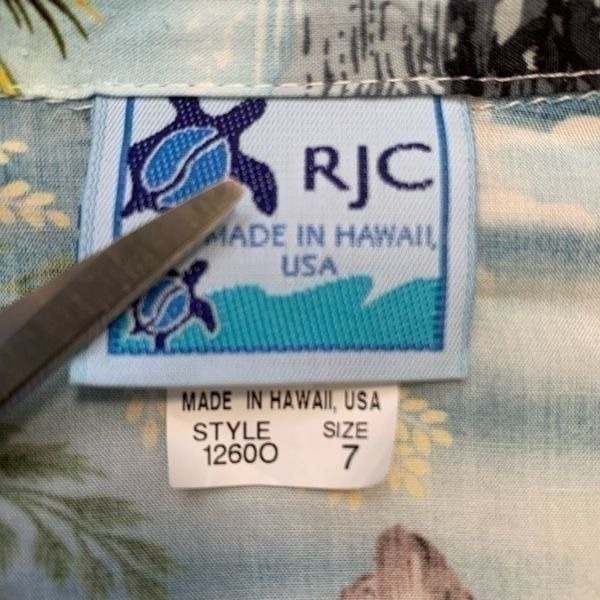 RJC
MADE IN HAWAII,
USA
MADE IN HAWAII, USA
STYLE SIZE
12600 7